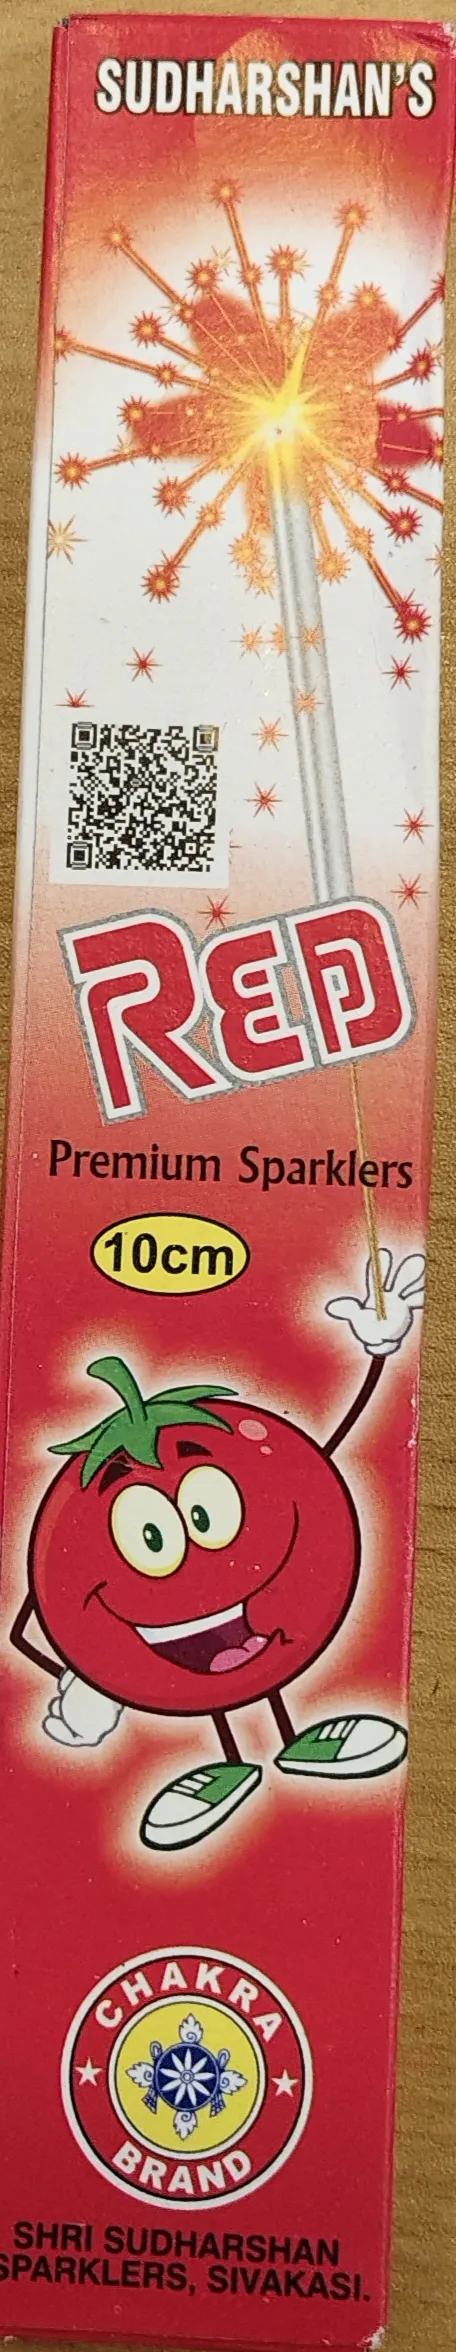 SUDHARSHAN'S
RED
Premium Sparklers
10cm
CHAKRA
BRAND
SHRI SUDHARSHAN
SPARKLERS, SIVAKASI.